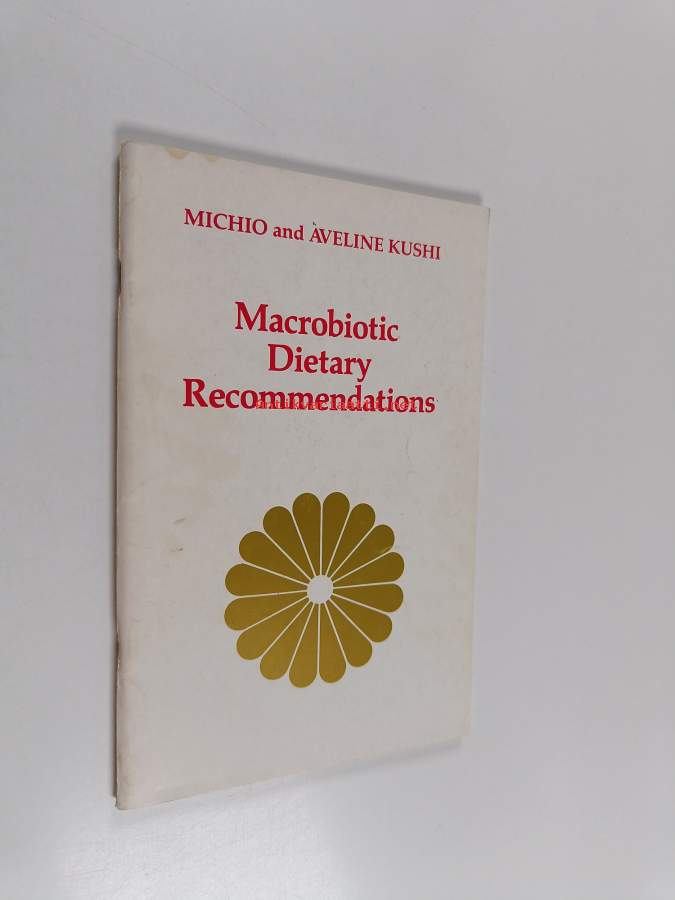 MICHIO and AVELINE KUSHI
Macrobiotic
Dietary
Recommendations